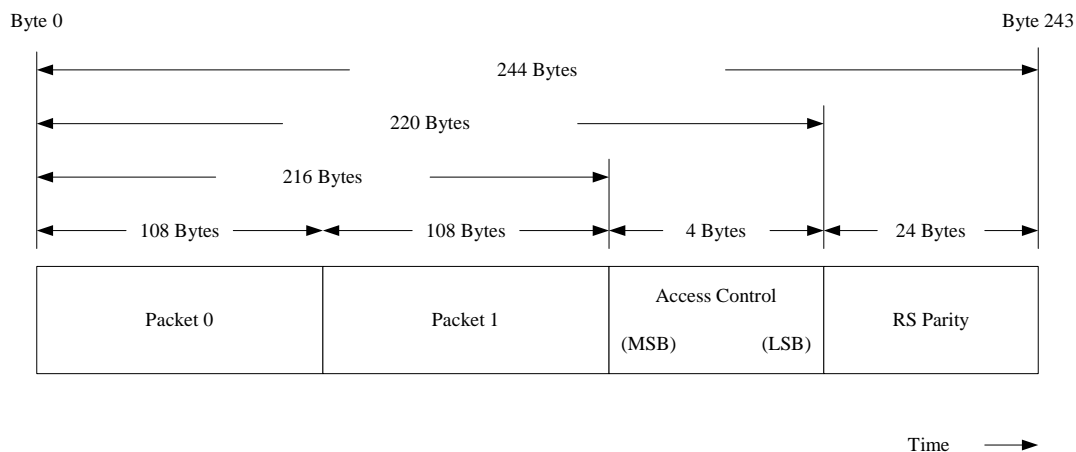 Byte 0 Byte 243
244 Bytes
220 Bytes
216 Bytes
108 Bytes 108 Bytes 4 Bytes 24 Bytes
Packet 0 Packet 1 Access Control RS Parity
(MSB) (LSB)
Time